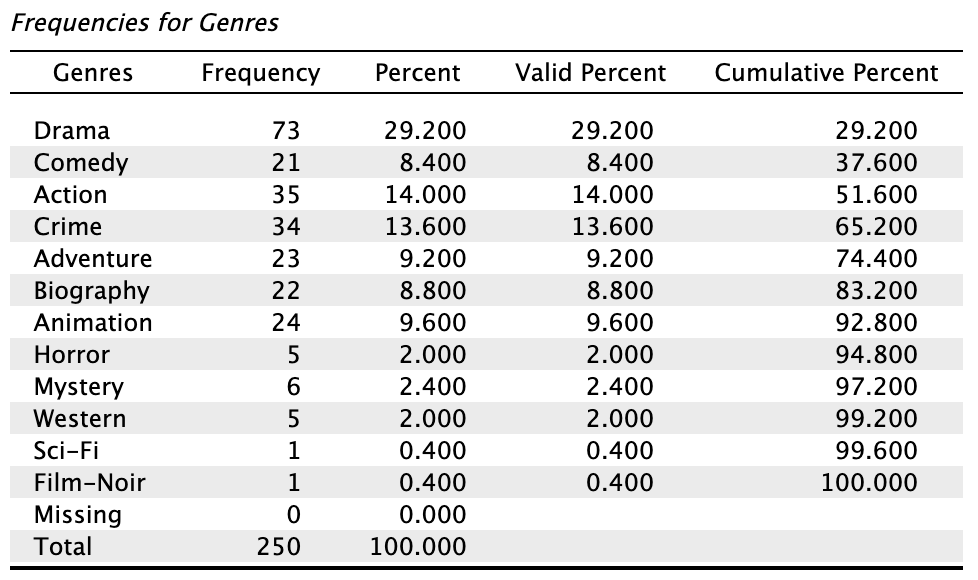 Frequencies for Genres
Genres Frequency Percent Valid Percent Cumulative Percent
Drama 73 29.200 29.200 29.200
Comedy 21 8.400 8.400 37.600
Action 35 14.000 14.000 51.600
Crime 34 13.600 13.600 65.200
Adventure 23 9.200 9.200 74.400
Biography 22 8.800 8.800 83.200
Animation 24 9.600 9.600 92.800
Horror 5 2.000 2.000 94.800
Mystery 6 2.400 2.400 97.200
Western 5 2.000 2.000 99.200
Sci-Fi 1 0.400 0.400 99.600
Film-Noir 1 0.400 0.400 100.000
Missing 0 0.000
Total 250 100.000